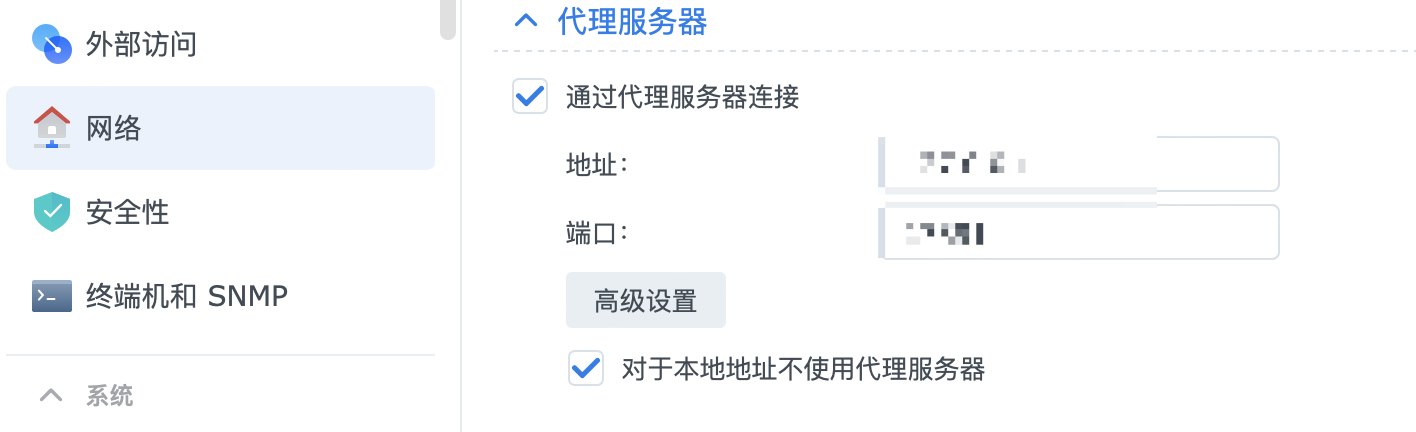 外部访问
网络
安全性
终端机和 SNMP
系统
代理服务器
通过代理服务器连接
地址:
端口:
高级设置
对于本地地址不使用代理服务器